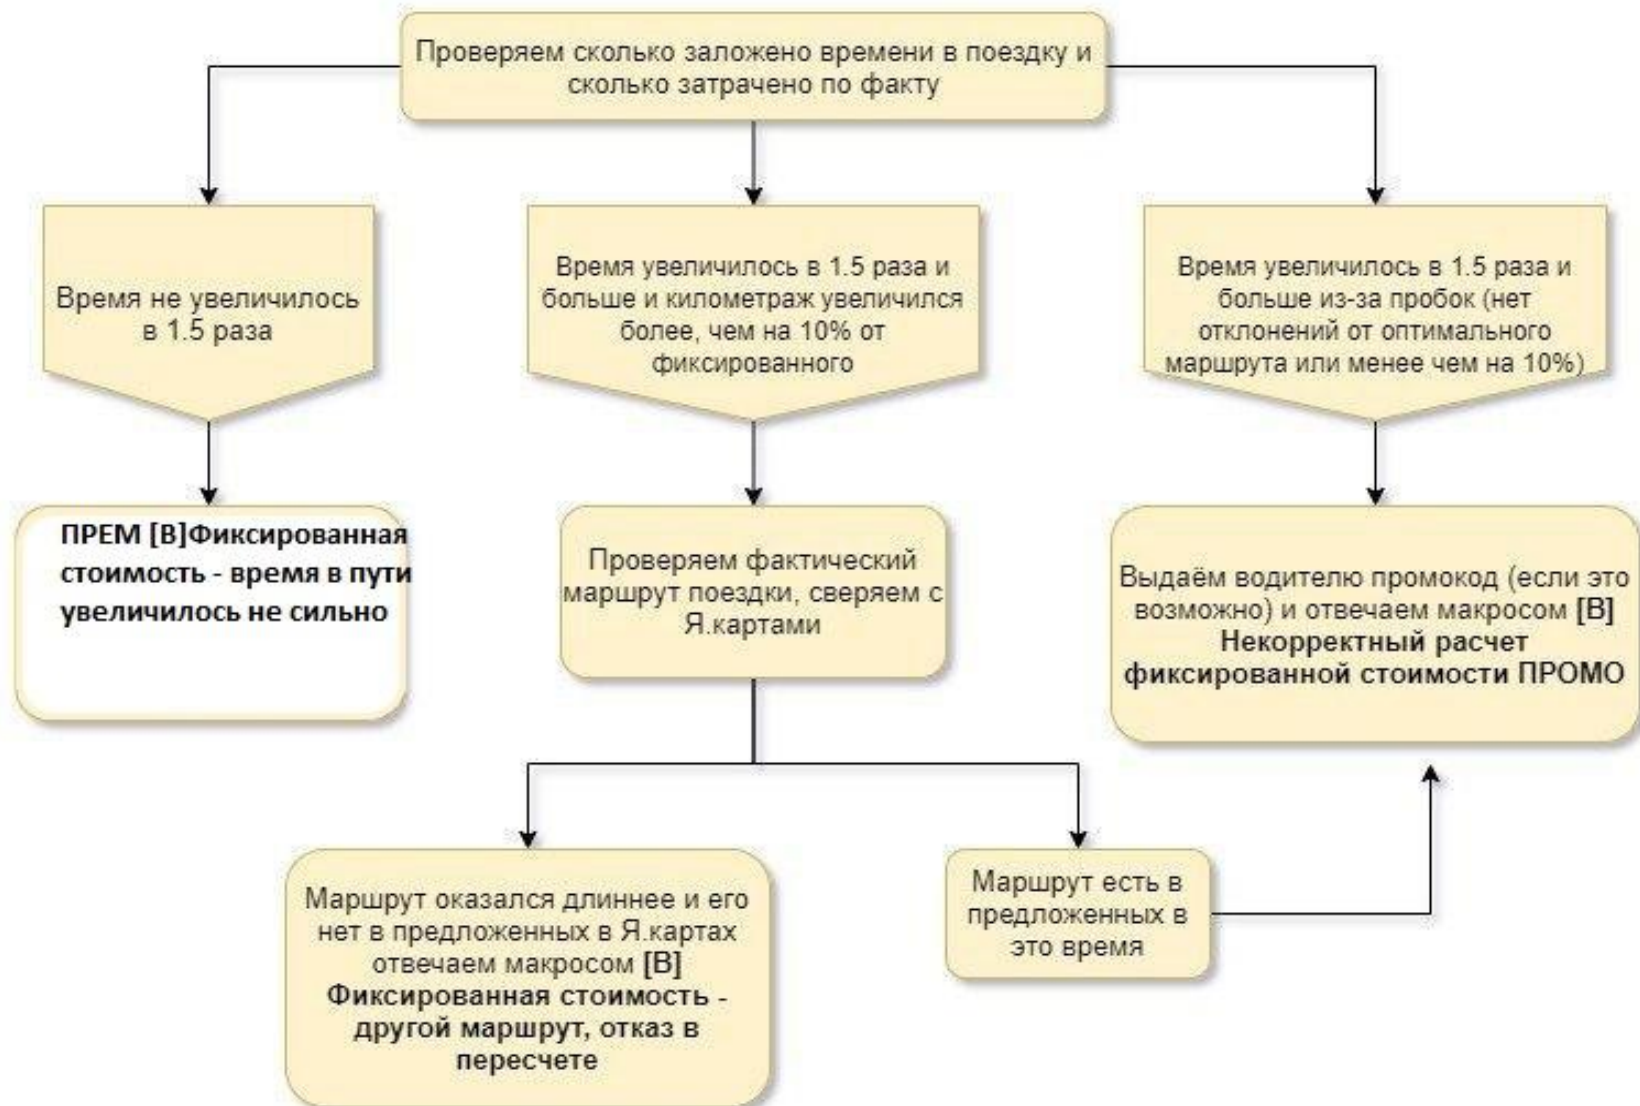 Проверяем сколько заложено времени в поездку и
сколько затрачено по факту
Время не увеличилось
в 1.5 раза
Время увеличилось в 1.5 раза и
больше и километраж увеличился
более, чем на 10% от
фиксированного
Время увеличилось в 1.5 раза и
больше из-за пробок (нет
отклонений от оптимального
маршрута или менее чем на 10%)
ПРЕМ [В]Фиксированная
стоимость - время в пути
увеличилось не сильно
Проверяем фактический
маршрут поездки, сверяем с
Я.картами
Выдаём водителю промокод (если это
возможно) и отвечаем макросом [В]
Некорректный расчет
фиксированной стоимости ПРОМО
Маршрут оказался длиннее и его
нет в предложенных в Я.картах
отвечаем макросом [В]
Фиксированная стоимость -
другой маршрут, отказ в
пересчете
Маршрут есть в
предложенных в
это время